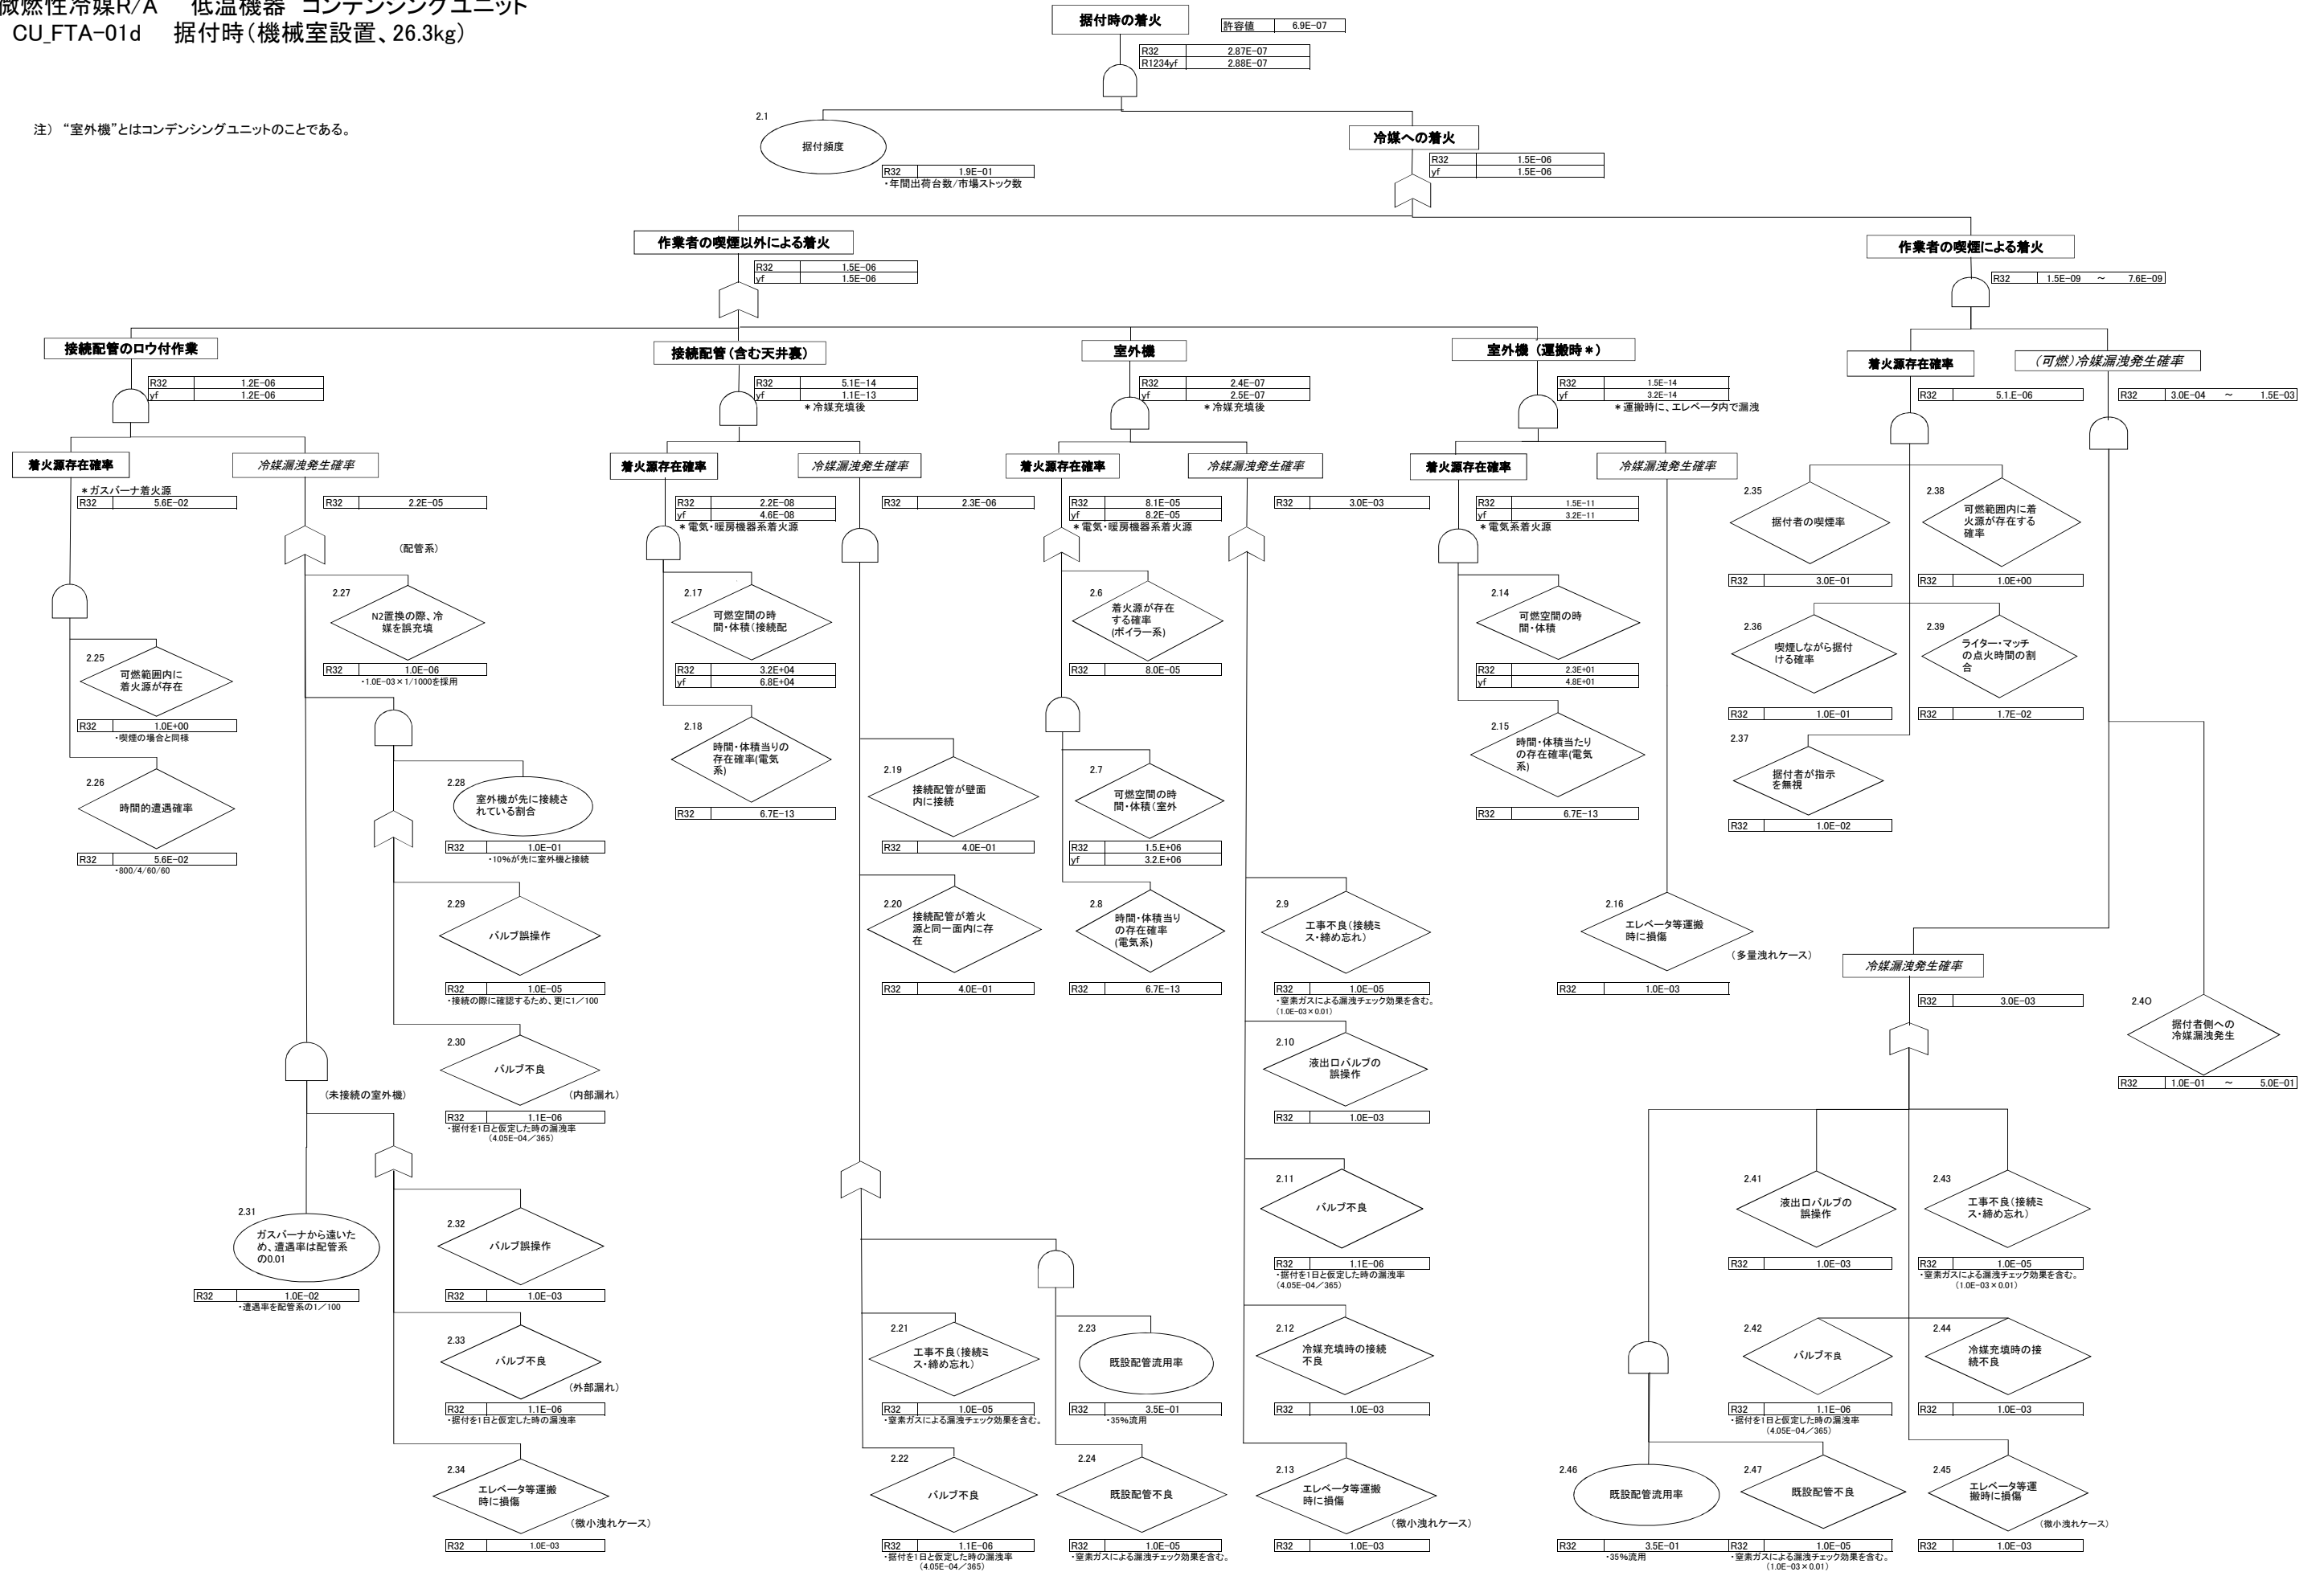 微燃性冷媒R/A 低温機器 コンデンシングユニット
CU_FTA-01d 据付時(機械室設置、26.3kg)
注) "室外機"とはコンデンシングユニットのことである。
据付時の着火
許容値 6.9E-07
R32 2.87E-07
R1234yf 2.88E-07
2.1
据付頻度
R32 1.9E-01
・年間出荷台数/市場ストック数
冷媒への着火
R32 1.5E-06
yf 1.5E-06
作業者の喫煙以外による着火
R32 1.5E-06
yf 1.5E-06
作業者の喫煙による着火
R32 1.5E-09 ~ 7.6E-09
接続配管のロウ付作業
R32 1.2E-06
yf 1.2E-06
着火源存在確率
*ガスバーナ着火源
R32 5.6E-02
冷媒漏洩発生確率
R32 2.2E-05
(配管系)
2.25
可燃範囲内に
着火源が存在
R32 1.0E+00
・喫煙の場合と同様
2.26
時間的遭遇確率
R32 5.6E-02
・800/4/60/60
2.27
N2置換の際、冷
媒を誤充填
R32 1.0E-06
・1.0E-03×1/1000を採用
2.28
室外機が先に接続さ
れている割合
R32 1.0E-01
・10%が先に室外機と接続
2.29
バルブ誤操作
R32 1.0E-05
・接続の際に確認するため、更に1/100
2.30
バルブ不良
(内部漏れ)
R32 1.1E-06
・据付を1日と仮定した時の漏洩率
(4.05E-04/365)
(未接続の室外機)
2.31
ガスバーナから遠いた
め、遭遇率は配管系
の0.01
R32 1.0E-02
・遭遇率を配管系の1/100
2.32
バルブ誤操作
R32 1.0E-03
2.33
バルブ不良
(外部漏れ)
R32 1.1E-06
・据付を1日と仮定した時の漏洩率
2.34
エレベータ等運搬
時に損傷
(微小洩れケース)
R32 1.0E-03
接続配管(含む天井裏)
R32 5.1E-14
yf 1.1E-13
*冷媒充填後
着火源存在確率
R32 2.2E-08
yf 4.6E-08
*電気・暖房機器系着火源
冷媒漏洩発生確率
R32 2.3E-06
2.17
可燃空間の時
間・体積(接続配
R32 3.2E+04
yf 6.8E+04
2.18
時間・体積当りの
存在確率(電気
系)
R32 6.7E-13
2.19
接続配管が壁面
内に接続
R32 4.0E-01
2.20
接続配管が着火
源と同一面内に存
在
R32 4.0E-01
2.21
工事不良(接続ミ
ス・締め忘れ)
R32 1.0E-05
・窒素ガスによる漏洩チェック効果を含む。
2.22
バルブ不良
R32 1.1E-06
・据付を1日と仮定した時の漏洩率
(4.05E-04/365)
2.23
既設配管流用率
R32 3.5E-01
・35%流用
2.24
既設配管不良
R32 1.0E-05
・窒素ガスによる漏洩チェック効果を含む。
室外機
R32 2.4E-07
yf 2.5E-07
*冷媒充填後
着火源存在確率
R32 8.1E-05
yf 8.2E-05
*電気・暖房機器系着火源
冷媒漏洩発生確率
R32 3.0E-03
2.6
着火源が存在
する確率
(ボイラー系)
R32 8.0E-05
2.7
可燃空間の時
間・体積(室外
R32 1.5.E+06
yf 3.2.E+06
2.8
時間・体積当り
の存在確率
(電気系)
R32 6.7E-13
2.9
工事不良(接続ミ
ス・締め忘れ)
R32 1.0E-05
・窒素ガスによる漏洩チェック効果を含む。
(1.0E-03×0.01)
2.10
液出口バルブの
誤操作
R32 1.0E-03
2.11
バルブ不良
R32 1.1E-06
・据付を1日と仮定した時の漏洩率
(4.05E-04/365)
2.12
冷媒充填時の接続
不良
R32 1.0E-03
2.13
エレベータ等運搬
時に損傷
(微小洩れケース)
R32 1.0E-03
室外機 (運搬時*)
R32 1.5E-14
yf 3.2E-14
*運搬時に、エレベータ内で漏洩
着火源存在確率
R32 1.5E-11
yf 3.2E-11
*電気系着火源
冷媒漏洩発生確率
2.14
可燃空間の時
間・体積
R32 2.3E+01
yf 4.8E+01
2.15
時間・体積当たり
の存在確率(電気
系)
R32 6.7E-13
2.16
エレベータ等運搬
時に損傷
(多量洩れケース)
R32 1.0E-03
着火源存在確率
R32 5.1.E-06
(可燃)冷媒漏洩発生確率
R32 3.0E-04 ~ 1.5E-03
2.35
据付者の喫煙率
R32 3.0E-01
2.38
可燃範囲内に着
火源が存在する
確率
R32 1.0E+00
2.36
喫煙しながら据付
ける確率
R32 1.0E-01
2.39
ライター・マッチ
の点火時間の割
合
R32 1.7E-02
2.37
据付者が指示
を無視
R32 1.0E-02
冷媒漏洩発生確率
R32 3.0E-03
2.4O
据付者側への
冷媒漏洩発生
R32 1.0E-01 ~ 5.0E-01
2.41
液出口バルブの
誤操作
R32 1.0E-03
2.43
工事不良(接続ミ
ス・締め忘れ)
R32 1.0E-05
・窒素ガスによる漏洩チェック効果を含む。
(1.0E-03×0.01)
2.42
バルブ不良
R32 1.1E-06
・据付を1日と仮定した時の漏洩率
(4.05E-04/365)
2.44
冷媒充填時の接
続不良
R32 1.0E-03
2.46
既設配管流用率
R32 3.5E-01
・35%流用
2.47
既設配管不良
R32 1.0E-05
・窒素ガスによる漏洩チェック効果を含む。
(1.0E-03×0.01)
2.45
エレベータ等運
搬時に損傷
(微小洩れケース)
R32 1.0E-03